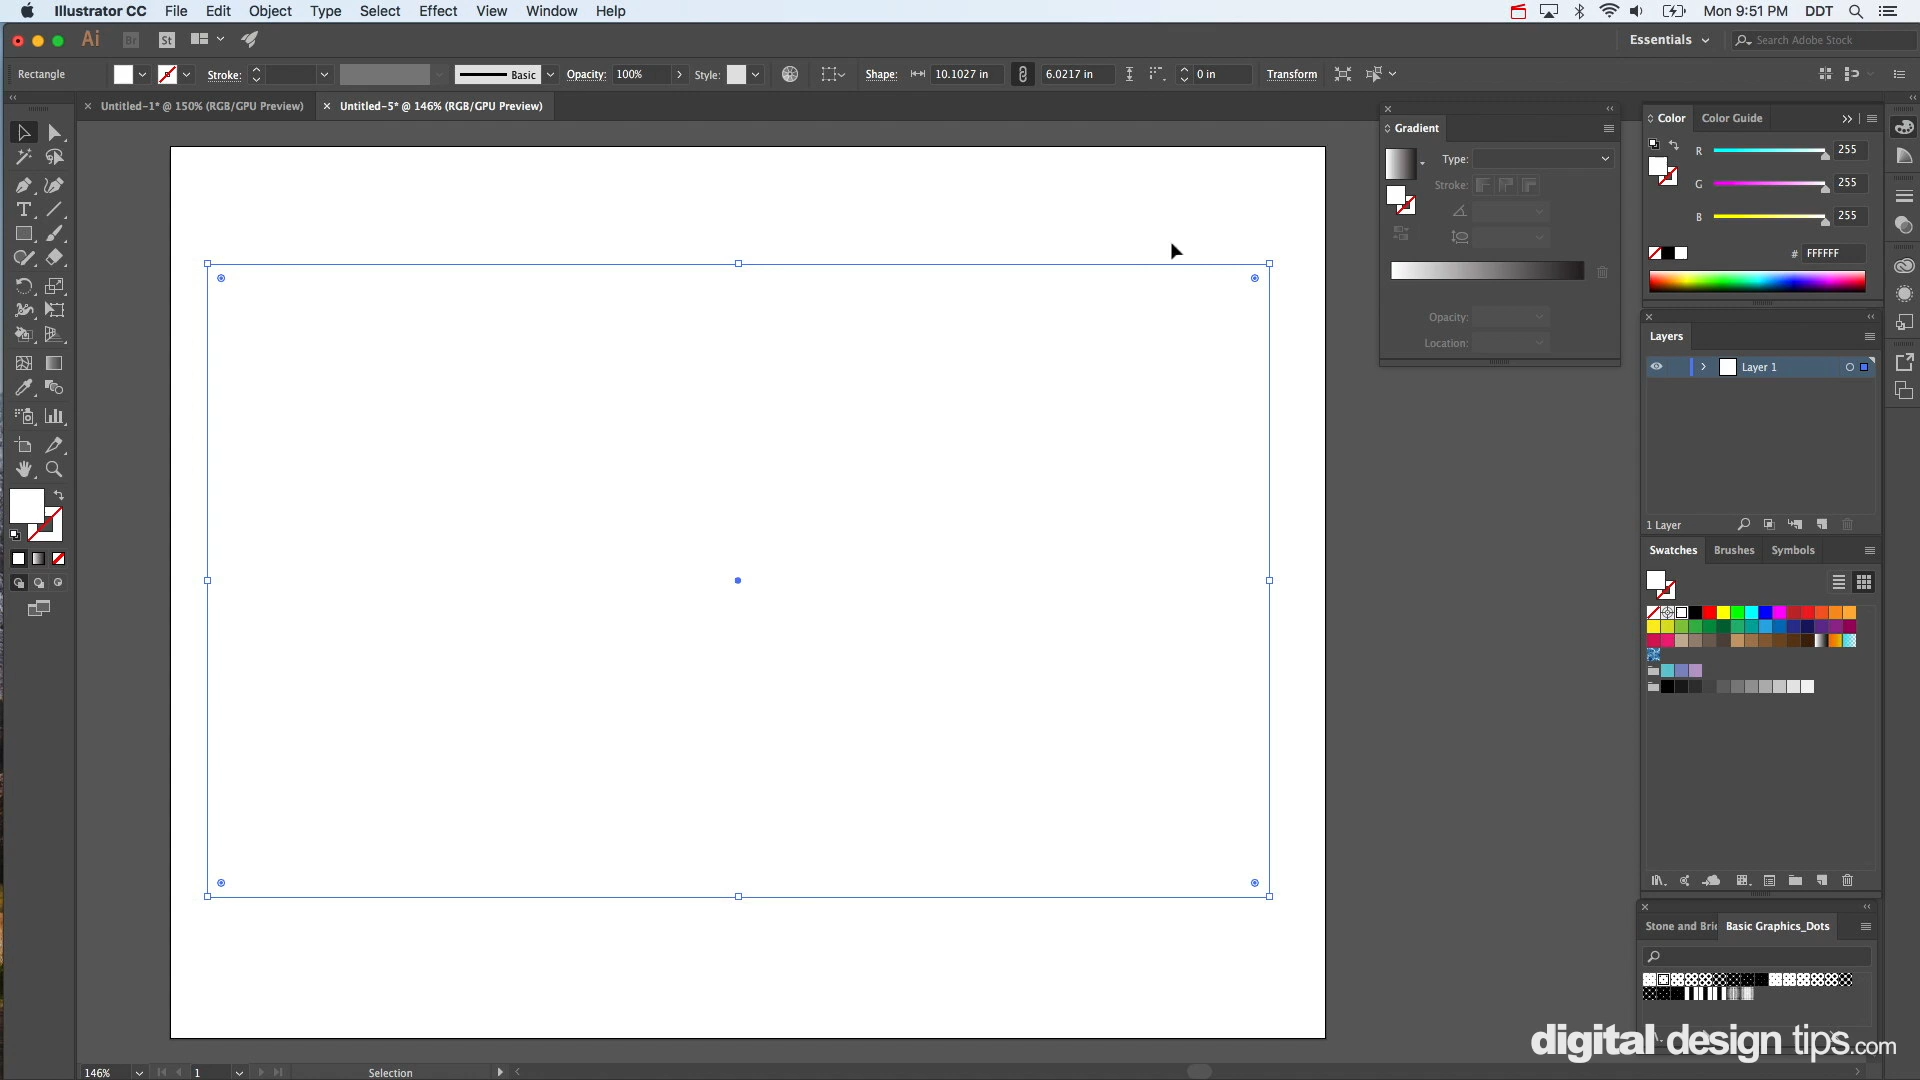 Illustrator CC File Edit Object Type Select Effect View Window Help Mon 9:51 PM DDT
Ai Br St Essentials Search Adobe Stock
Rectangle Stroke: Basic Opacity: 100% Style: Shape: 10.1027 in 6.0217 in 0 in Transform
Untitled-1* @ 150% (RGB/GPU Preview) Untitled-5* @ 146% (RGB/GPU Preview)
Gradient
Type:
Stroke:
Opacity:
Location:
Color Color Guide
R 255
G 255
B 255
# FFFFFF
Layers
Layer 1
1 Layer
Swatches Brushes Symbols
Stone and Bri Basic Graphics_Dots
digital design tips.com
146% 1 Selection